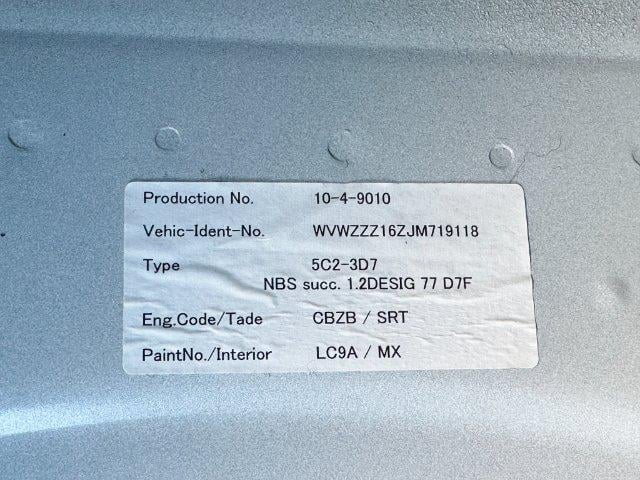 Production No. 10-4-9010
Vehic-Ident-No. WVWZZZ16ZJM719118
Type 5C2-3D7
NBS succ. 1.2DESIG 77 D7F
Eng.Code/Tade CBZB / SRT
PaintNo./Interior LC9A / MX